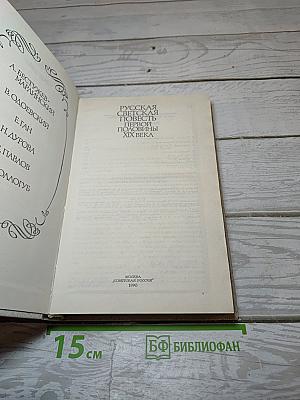 А. БЕСТУЖЕВ-
МАРЛИНСКИЙ
В. ОДОЕВСКИЙ
Е. ГАН
Н. ДУРОВА
ПАВЛОВ
ОЛЛОГУБ
РУССКАЯ
СВЕТСКАЯ
ПОВЕСТЬ
ПЕРВОЙ
ПОЛОВИНЫ
XIX ВЕКА
МОСКВА
"СОВЕТСКАЯ РОССИЯ"
1990
15 см
БФ БИБЛИОФАН